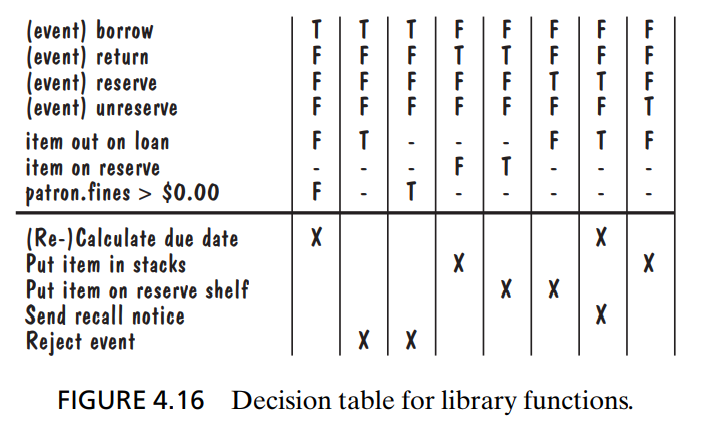 (event) borrow T T T F F F F F
(event) return F F F T T F F F
(event) reserve F F F F F T T F
(event) unreserve F F F F F F F T
item out on loan F T - - - F T F
item on reserve - - - F T - - -
patron.fines > $0.00 F - T - - - - -
(Re-)Calculate due date X X
Put item in stacks X X
Put item on reserve shelf X X
Send recall notice X
Reject event X X
FIGURE 4.16 Decision table for library functions.